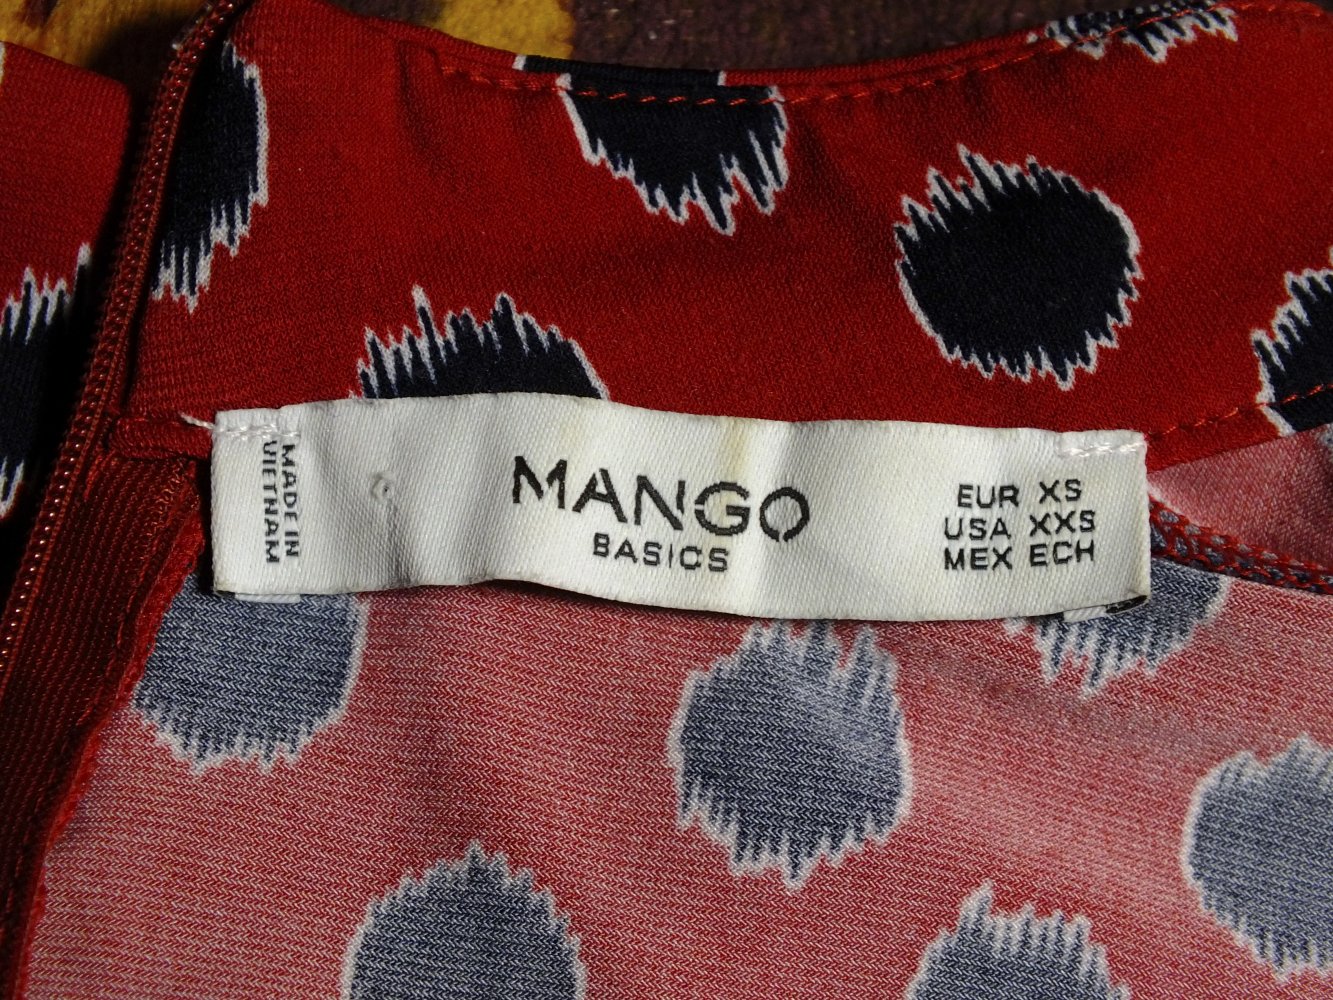 MADE IN
VIETNAM
MANGO
BASICS
EUR XS
USA XXS
MEX ECH